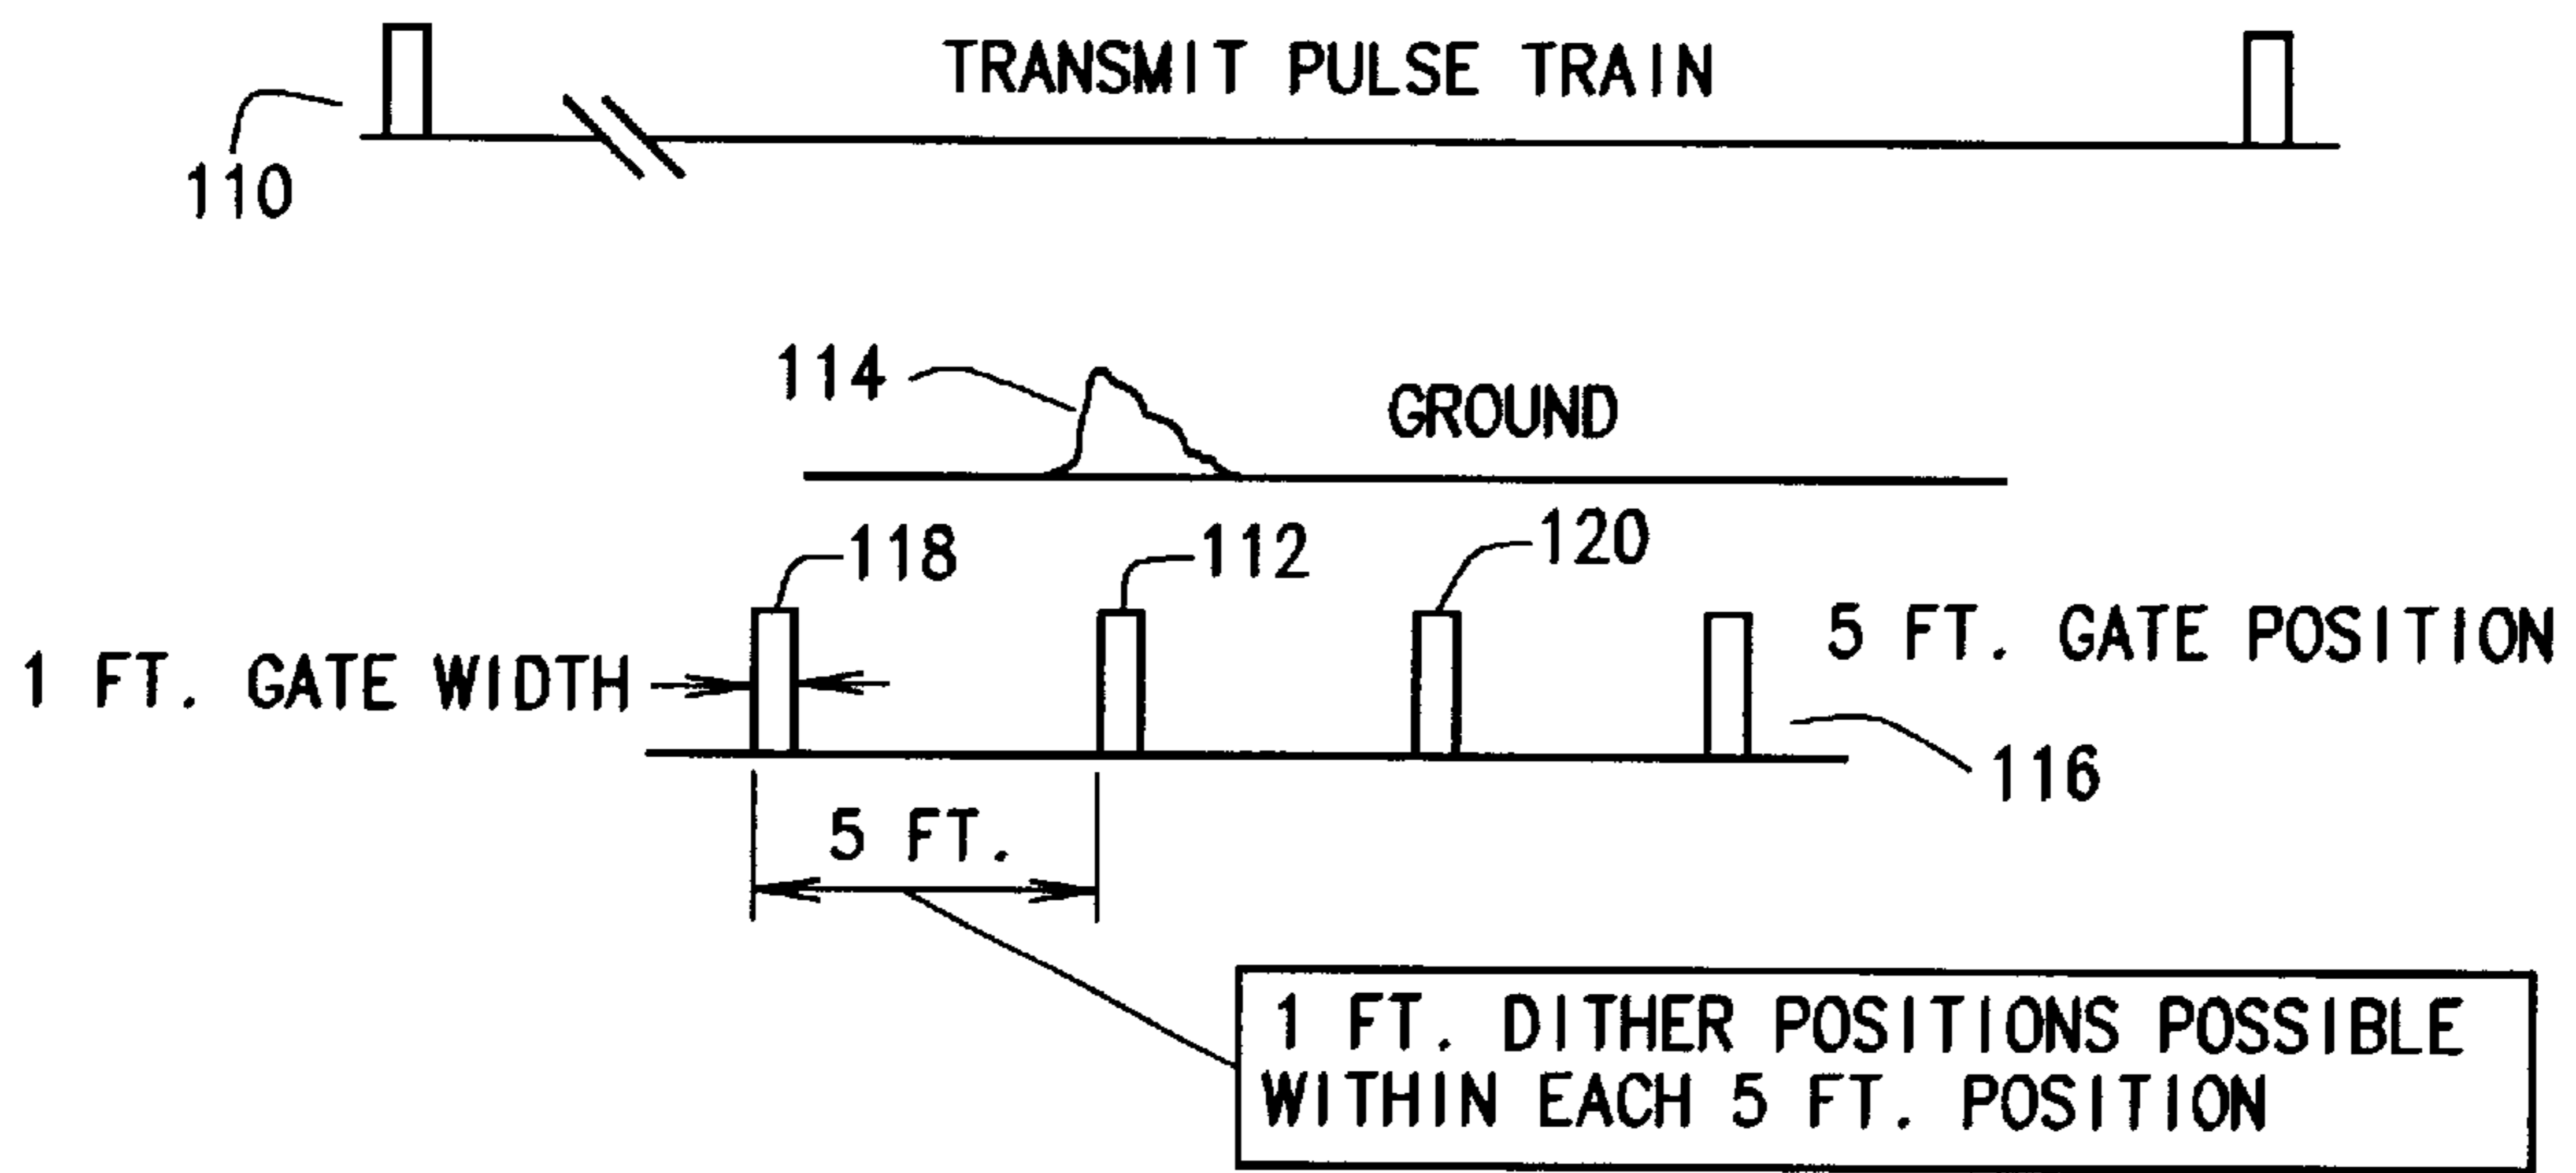 TRANSMIT PULSE TRAIN
110
114
GROUND
118
112
120
1 FT. GATE WIDTH
5 FT. GATE POSITION
116
5 FT.
1 FT. DITHER POSITIONS POSSIBLE
WITHIN EACH 5 FT. POSITION